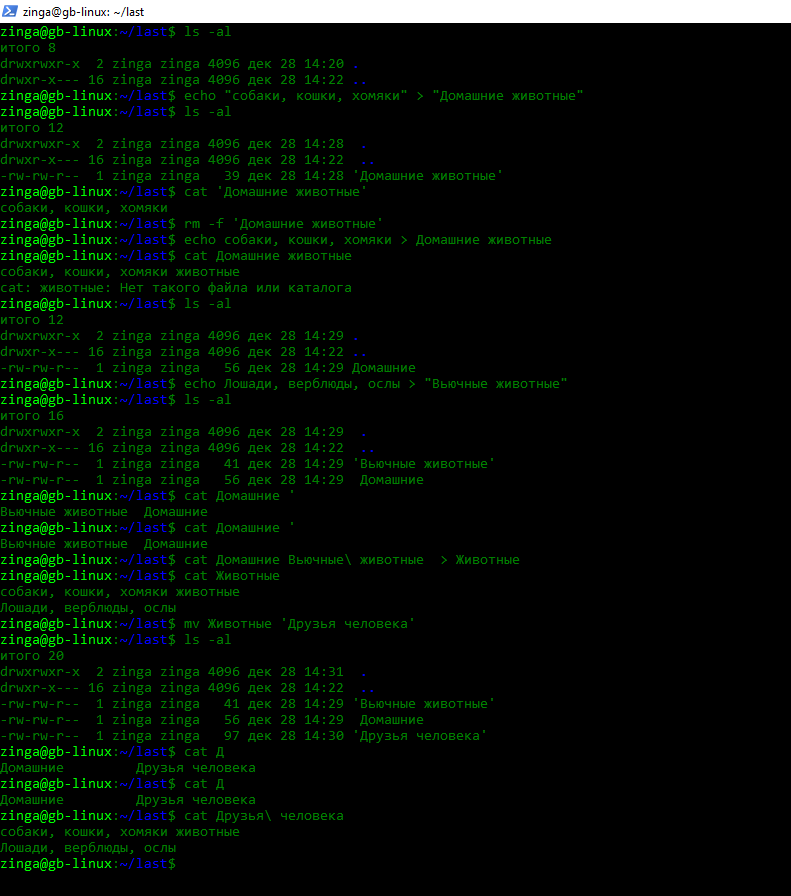 zinga@gb-linux: ~/last
zinga@gb-linux:~/last$ ls -al
итого 8
drwxrwxr-x  2 zinga zinga 4096 дек 28 14:20 .
drwxr-x--- 16 zinga zinga 4096 дек 28 14:22 ..
zinga@gb-linux:~/last$ echo "собаки, кошки, хомяки" > "Домашние животные"
zinga@gb-linux:~/last$ ls -al
итого 12
drwxrwxr-x  2 zinga zinga 4096 дек 28 14:28  .
drwxr-x--- 16 zinga zinga 4096 дек 28 14:22  ..
-rw-rw-r--  1 zinga zinga   39 дек 28 14:28 'Домашние животные'
zinga@gb-linux:~/last$ cat 'Домашние животные'
собаки, кошки, хомяки
zinga@gb-linux:~/last$ rm -f 'Домашние животные'
zinga@gb-linux:~/last$ echo собаки, кошки, хомяки > Домашние животные
zinga@gb-linux:~/last$ cat Домашние животные
собаки, кошки, хомяки животные
cat: животные: Нет такого файла или каталога
zinga@gb-linux:~/last$ ls -al
итого 12
drwxrwxr-x  2 zinga zinga 4096 дек 28 14:29 .
drwxr-x--- 16 zinga zinga 4096 дек 28 14:22 ..
-rw-rw-r--  1 zinga zinga   56 дек 28 14:29 Домашние
zinga@gb-linux:~/last$ echo Лошади, верблюды, ослы > "Вьючные животные"
zinga@gb-linux:~/last$ ls -al
итого 16
drwxrwxr-x  2 zinga zinga 4096 дек 28 14:29  .
drwxr-x--- 16 zinga zinga 4096 дек 28 14:22  ..
-rw-rw-r--  1 zinga zinga   41 дек 28 14:29 'Вьючные животные'
-rw-rw-r--  1 zinga zinga   56 дек 28 14:29  Домашние
zinga@gb-linux:~/last$ cat Домашние '
Вьючные животные  Домашние
zinga@gb-linux:~/last$ cat Домашние '
Вьючные животные  Домашние
zinga@gb-linux:~/last$ cat Домашние Вьючные\ животные  > Животные
zinga@gb-linux:~/last$ cat Животные
собаки, кошки, хомяки животные
Лошади, верблюды, ослы
zinga@gb-linux:~/last$ mv Животные 'Друзья человека'
zinga@gb-linux:~/last$ ls -al
итого 20
drwxrwxr-x  2 zinga zinga 4096 дек 28 14:31  .
drwxr-x--- 16 zinga zinga 4096 дек 28 14:22  ..
-rw-rw-r--  1 zinga zinga   41 дек 28 14:29 'Вьючные животные'
-rw-rw-r--  1 zinga zinga   56 дек 28 14:29  Домашние
-rw-rw-r--  1 zinga zinga   97 дек 28 14:30 'Друзья человека'
zinga@gb-linux:~/last$ cat Д
Домашние         Друзья человека
zinga@gb-linux:~/last$ cat Д
Домашние         Друзья человека
zinga@gb-linux:~/last$ cat Друзья\ человека
собаки, кошки, хомяки животные
Лошади, верблюды, ослы
zinga@gb-linux:~/last$